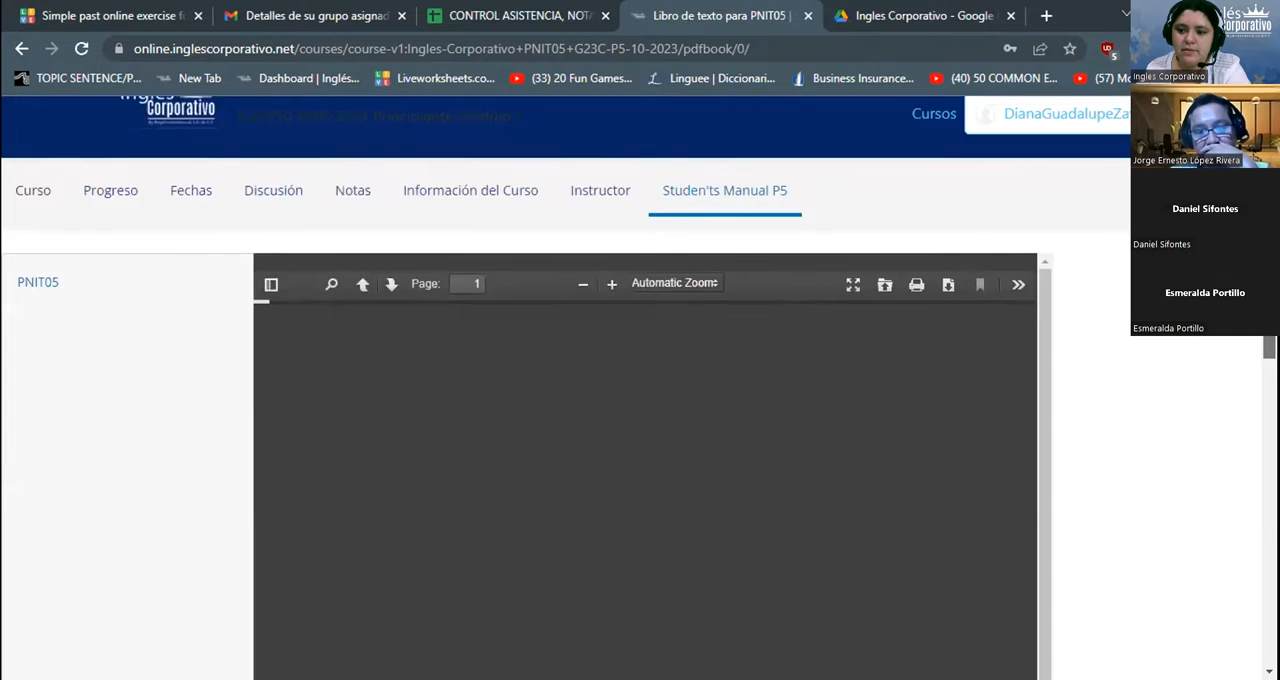 Simple past online exercise f
Detalles de su grupo asignad
CONTROL ASISTENCIA, NOTA
Libro de texto para PNIT05 |
Ingles Corporativo - Google
online.inglescorporativo.net/courses/course-v1:Ingles-Corporativo+PNIT05+G23C-P5-10-2023/pdfbook/0/
TOPIC SENTENCE/P...
New Tab
Dashboard | Inglés...
Liveworksheets.co...
(33) 20 Fun Games...
Linguee | Diccionari...
Business Insurance...
(40) 50 COMMON E...
(57) M
5
Corporativo
Cursos
DianaGuadalupeZa
Curso
Progreso
Fechas
Discusión
Notas
Información del Curso
Instructor
Studen'ts Manual P5
PNIT05
Page:
1
Automatic Zoom
lés
orporativo
Ingles Corporativo
Jorge Ernesto López Rivera
Daniel Sifontes
Daniel Sifontes
Esmeralda Portillo
Esmeralda Portillo